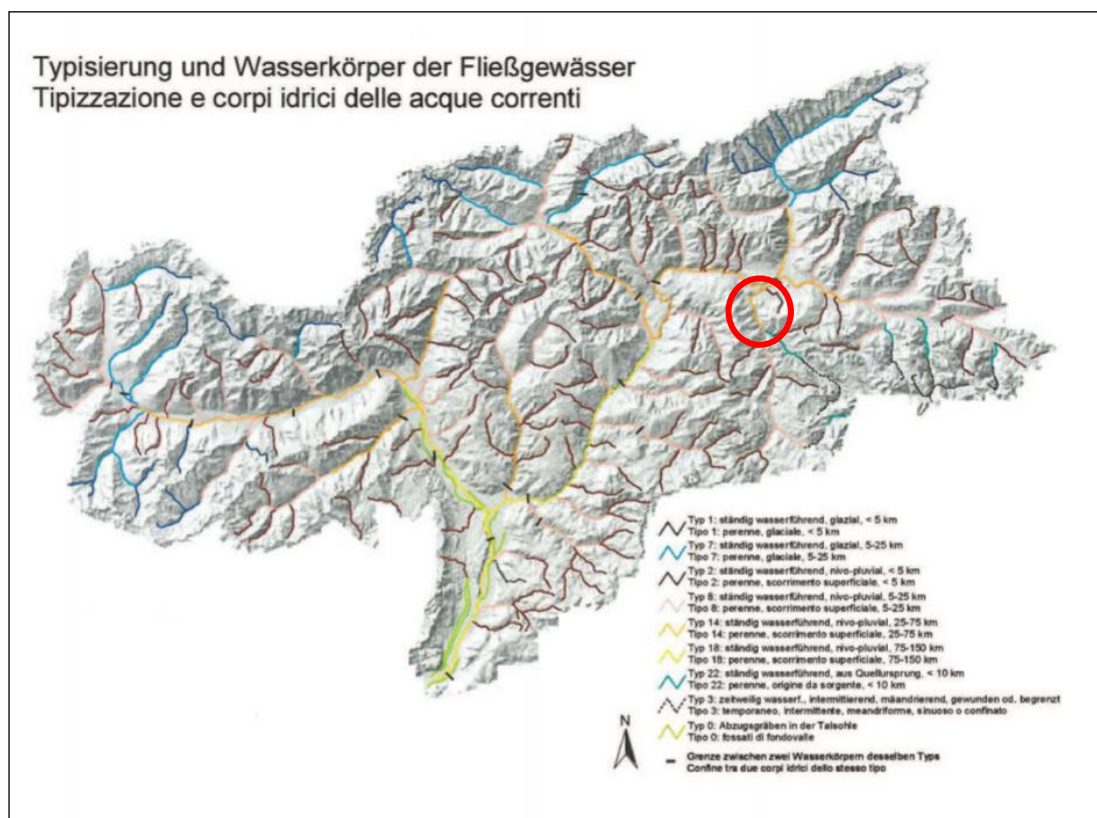 Typisierung und Wasserkörper der Fließgewässer
Tipizzazione e corpi idrici delle acque correnti
Typ 1: ständig wasserführend, glazial, < 5 km
Tipo 1: perenne, glaciale, < 5 km
Typ 7: ständig wasserführend, glazial, 5-25 km
Tipo 7: perenne, glaciale, 5-25 km
Typ 2: ständig wasserführend, nivo-pluvial, < 5 km
Tipo 2: perenne, scorrimento superficiale, < 5 km
Typ 8: ständig wasserführend, nivo-pluvial, 5-25 km
Tipo 8: perenne, scorrimento superficiale, 5-25 km
Typ 14: ständig wasserführend, nivo-pluvial, 25-75 km
Tipo 14: perenne, scorrimento superficiale, 25-75 km
Typ 18: ständig wasserführend, nivo-pluvial, 75-150 km
Tipo 18: perenne, scorrimento superficiale, 75-150 km
Typ 22: ständig wasserführend, aus Quellursprung, < 10 km
Tipo 22: perenne, origine da sorgente, < 10 km
Typ 3: zeitweilig wasserf., intermittierend, mäandrierend, gewunden od. begrenzt
Tipo 3: temporaneo, intermittente, meandriforme, sinuoso o confinato
Typ 0: Abzugsgräben in der Talsohle
Tipo 0: fossati di fondovalle
N
Grenze zwischen zwei Wasserkörpern desselben Typs
Confine tra due corpi idrici dello stesso tipo